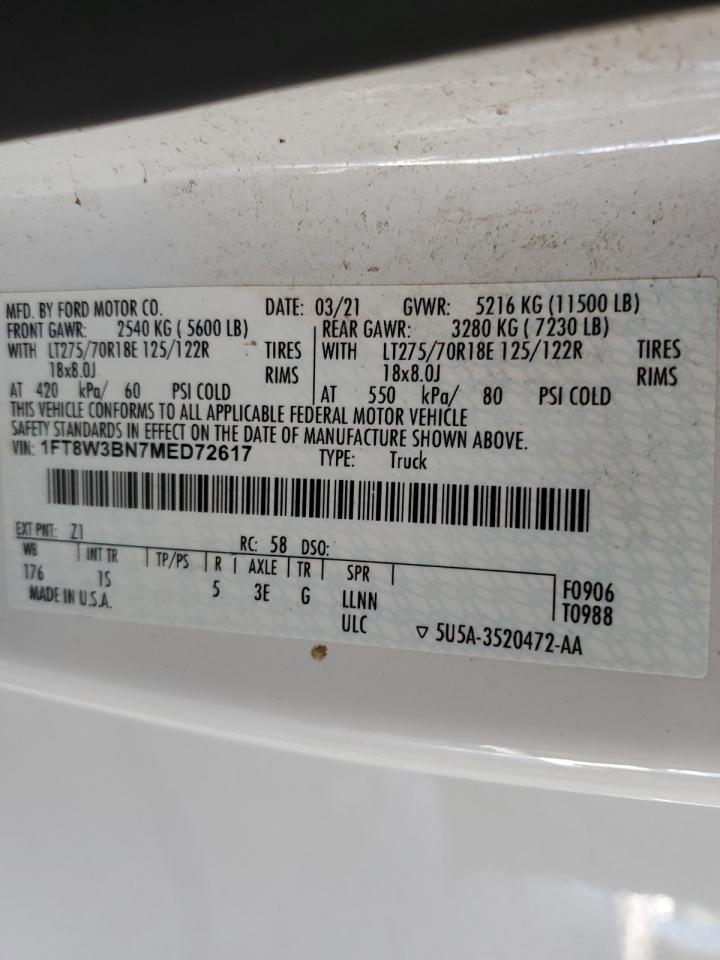 MFD. BY FORD MOTOR CO. DATE: 03/21 GVWR: 5216 KG (11500 LB)
FRONT GAWR: 2540 KG ( 5600 LB) REAR GAWR: 3280 KG ( 7230 LB)
WITH LT275/70R18E 125/122R TIRES WITH LT275/70R18E 125/122R TIRES
18x8.0J RIMS 18x8.0J RIMS
AT 420 kPa/ 60 PSI COLD AT 550 kPa/ 80 PSI COLD
THIS VEHICLE CONFORMS TO ALL APPLICABLE FEDERAL MOTOR VEHICLE
SAFETY STANDARDS IN EFFECT ON THE DATE OF MANUFACTURE SHOWN ABOVE.
VIN: 1FT8W3BN7MED72617 TYPE: Truck
EXT PNT: Z1 RC: 58 DSO:
WB INT TR TP/PS R AXLE TR SPR
176 1S 5 3E G LLNN F0906
MADE IN U.S.A. ULC T0988
▽ 5U5A-3520472-AA